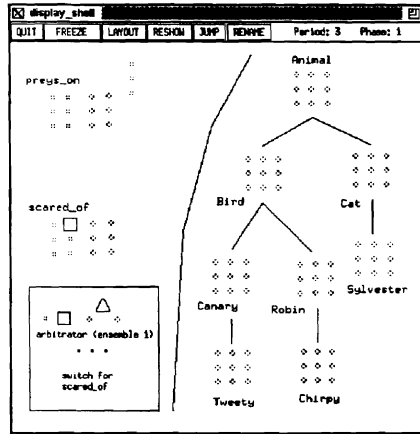 display_shell
QUIT FREEZE LAYOUT RESHOW JUMP RENAME Period: 3 Phase: 1
Animal
preys_on
Bird
Cat
scared_of
Sylvester
Canary
Robin
arbitrator (ensemble 1)
switch for
scared_of
Tweety
Chirpy